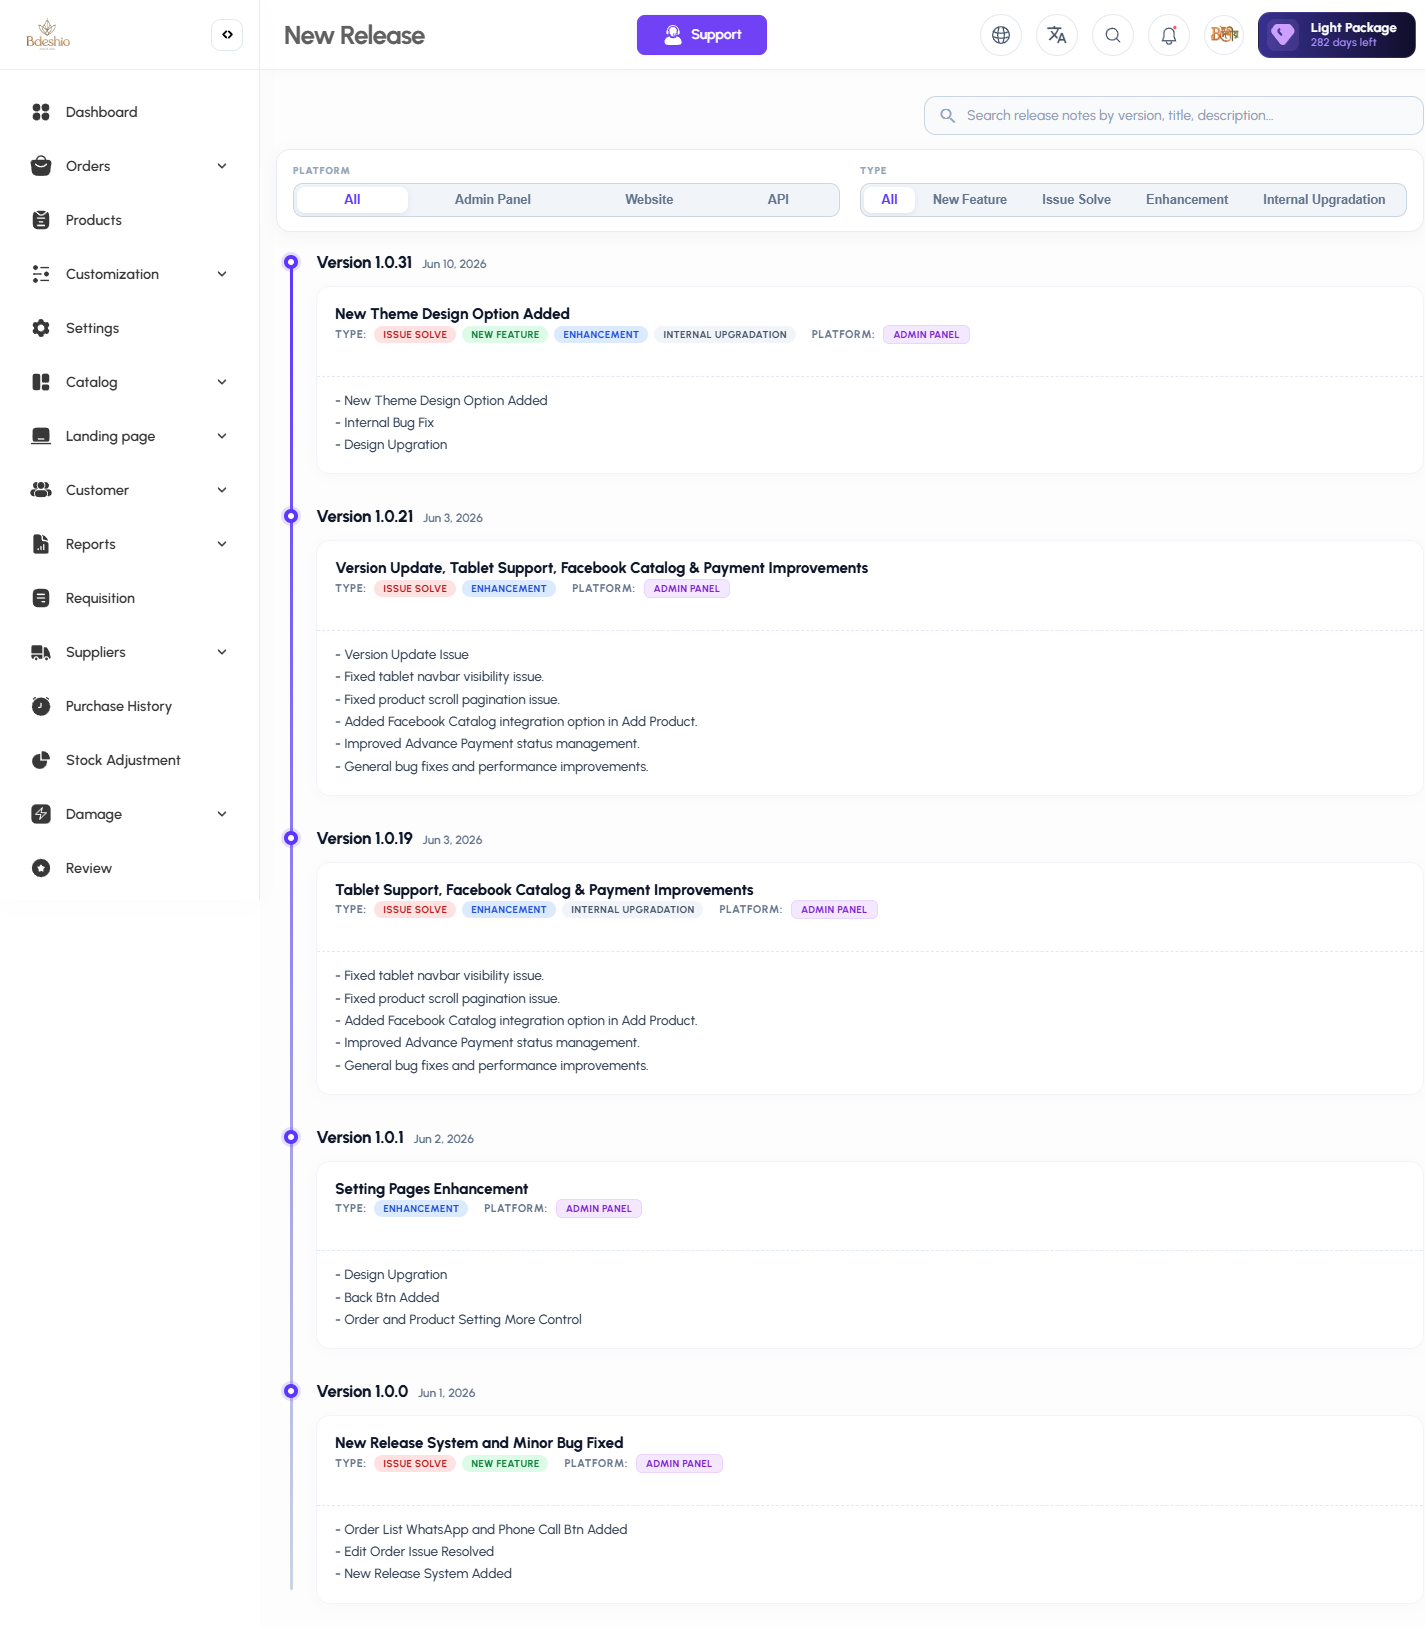 Bdeshio
New Release
Support
Light Package
282 days left
Dashboard
Orders
Products
Customization
Settings
Catalog
Landing page
Customer
Reports
Requisition
Suppliers
Purchase History
Stock Adjustment
Damage
Review
Search release notes by version, title, description...
PLATFORM
All Admin Panel Website API
TYPE
All New Feature Issue Solve Enhancement Internal Upgradation
Version 1.0.31 Jun 10, 2026
New Theme Design Option Added
TYPE: ISSUE SOLVE NEW FEATURE ENHANCEMENT INTERNAL UPGRADATION PLATFORM: ADMIN PANEL
- New Theme Design Option Added
- Internal Bug Fix
- Design Upgration
Version 1.0.21 Jun 3, 2026
Version Update, Tablet Support, Facebook Catalog & Payment Improvements
TYPE: ISSUE SOLVE ENHANCEMENT PLATFORM: ADMIN PANEL
- Version Update Issue
- Fixed tablet navbar visibility issue.
- Fixed product scroll pagination issue.
- Added Facebook Catalog integration option in Add Product.
- Improved Advance Payment status management.
- General bug fixes and performance improvements.
Version 1.0.19 Jun 3, 2026
Tablet Support, Facebook Catalog & Payment Improvements
TYPE: ISSUE SOLVE ENHANCEMENT INTERNAL UPGRADATION PLATFORM: ADMIN PANEL
- Fixed tablet navbar visibility issue.
- Fixed product scroll pagination issue.
- Added Facebook Catalog integration option in Add Product.
- Improved Advance Payment status management.
- General bug fixes and performance improvements.
Version 1.0.1 Jun 2, 2026
Setting Pages Enhancement
TYPE: ENHANCEMENT PLATFORM: ADMIN PANEL
- Design Upgration
- Back Btn Added
- Order and Product Setting More Control
Version 1.0.0 Jun 1, 2026
New Release System and Minor Bug Fixed
TYPE: ISSUE SOLVE NEW FEATURE PLATFORM: ADMIN PANEL
- Order List WhatsApp and Phone Call Btn Added
- Edit Order Issue Resolved
- New Release System Added